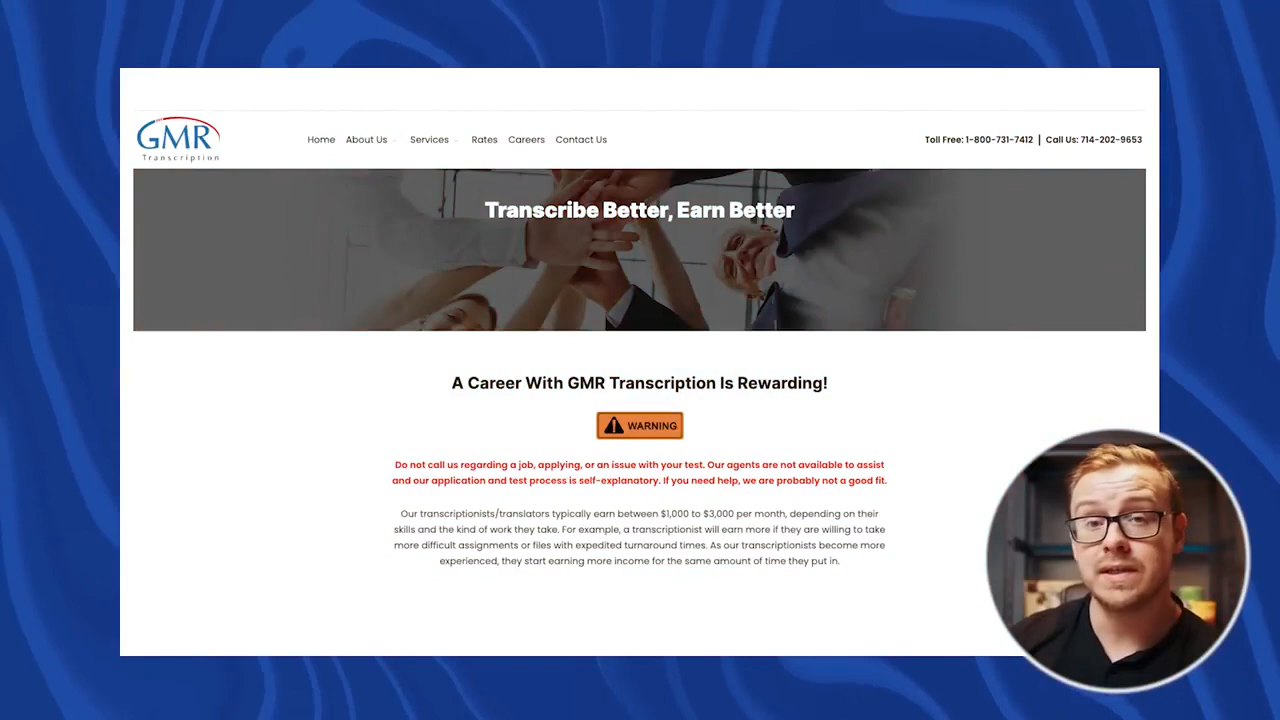 GMR
Transcription
Home About Us Services Rates Careers Contact Us
Toll Free: 1-800-731-7412 | Call Us: 714-202-9653
Transcribe Better, Earn Better
A Career With GMR Transcription Is Rewarding!
WARNING
Do not call us regarding a job, applying, or an issue with your test. Our agents are not available to assist
and our application and test process is self-explanatory. If you need help, we are probably not a good fit.
Our transcriptionists/translators typically earn between $1,000 to $3,000 per month, depending on their
skills and the kind of work they take. For example, a transcriptionist will earn more if they are willing to take
more difficult assignments or files with expedited turnaround times. As our transcriptionists become more
experienced, they start earning more income for the same amount of time they put in.